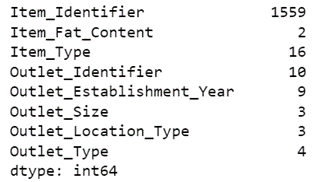 Item_Identifier 1559
Item_Fat_Content 2
Item_Type 16
Outlet_Identifier 10
Outlet_Establishment_Year 9
Outlet_Size 3
Outlet_Location_Type 3
Outlet_Type 4
dtype: int64